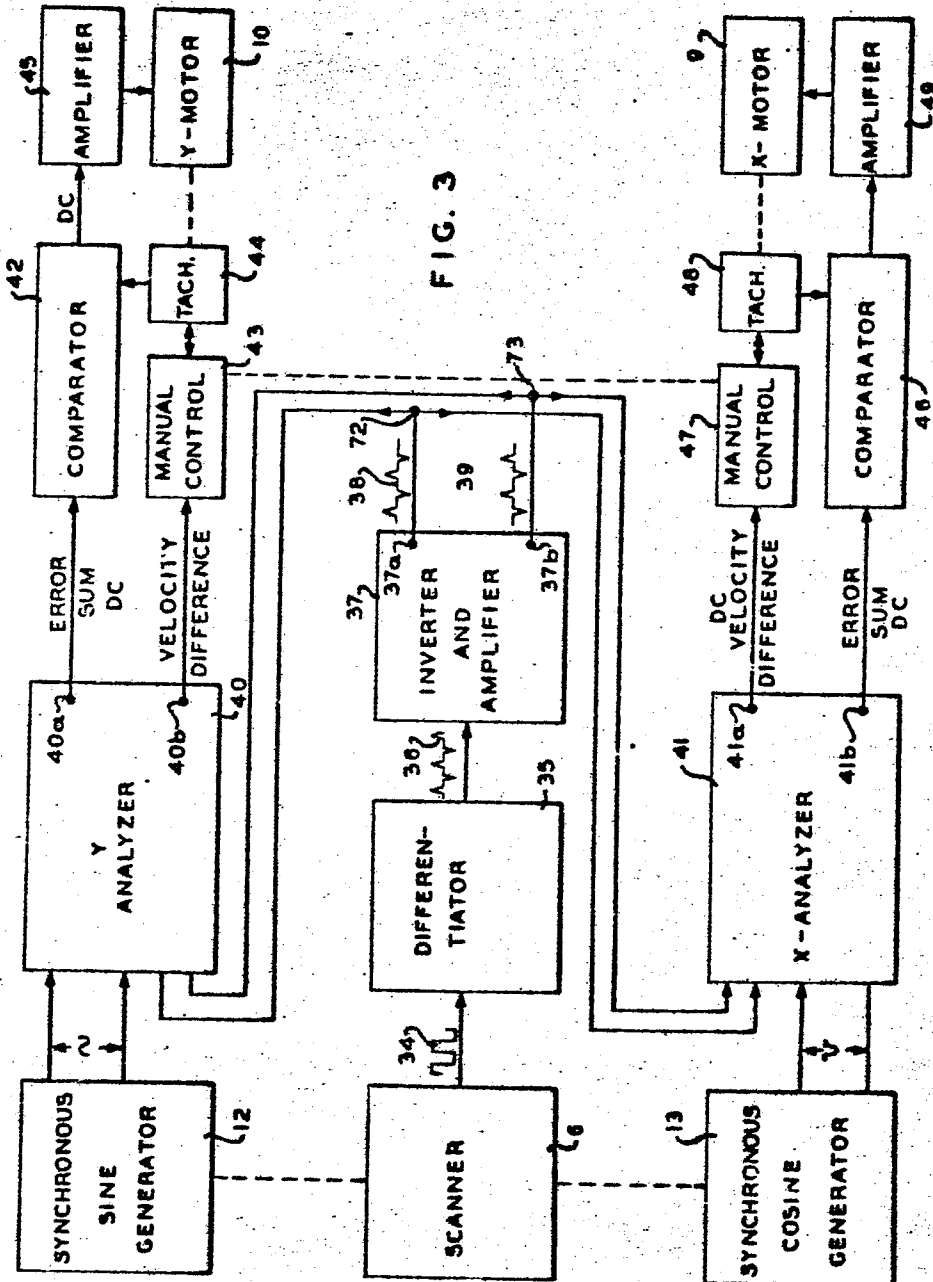 45
AMPLIFIER
10
Y-MOTOR
DC
42
COMPARATOR
44
TACH.
43
MANUAL
CONTROL
ERROR
SUM
DC
VELOCITY
DIFFERENCE
40a
40b
40
Y
ANALYZER
SYNCHRONOUS
SINE
GENERATOR
12
FIG. 3
73
72
38
39
37
37a
37b
INVERTER
AND
AMPLIFIER
36
35
DIFFEREN-
TIATOR
34
SCANNER
6
9
X-MOTOR
AMPLIFIER
49
48
TACH.
47
MANUAL
CONTROL
COMPARATOR
46
DC
VELOCITY
DIFFERENCE
ERROR
SUM
DC
41
41a
41b
X-ANALYZER
13
SYNCHRONOUS
COSINE
GENERATOR